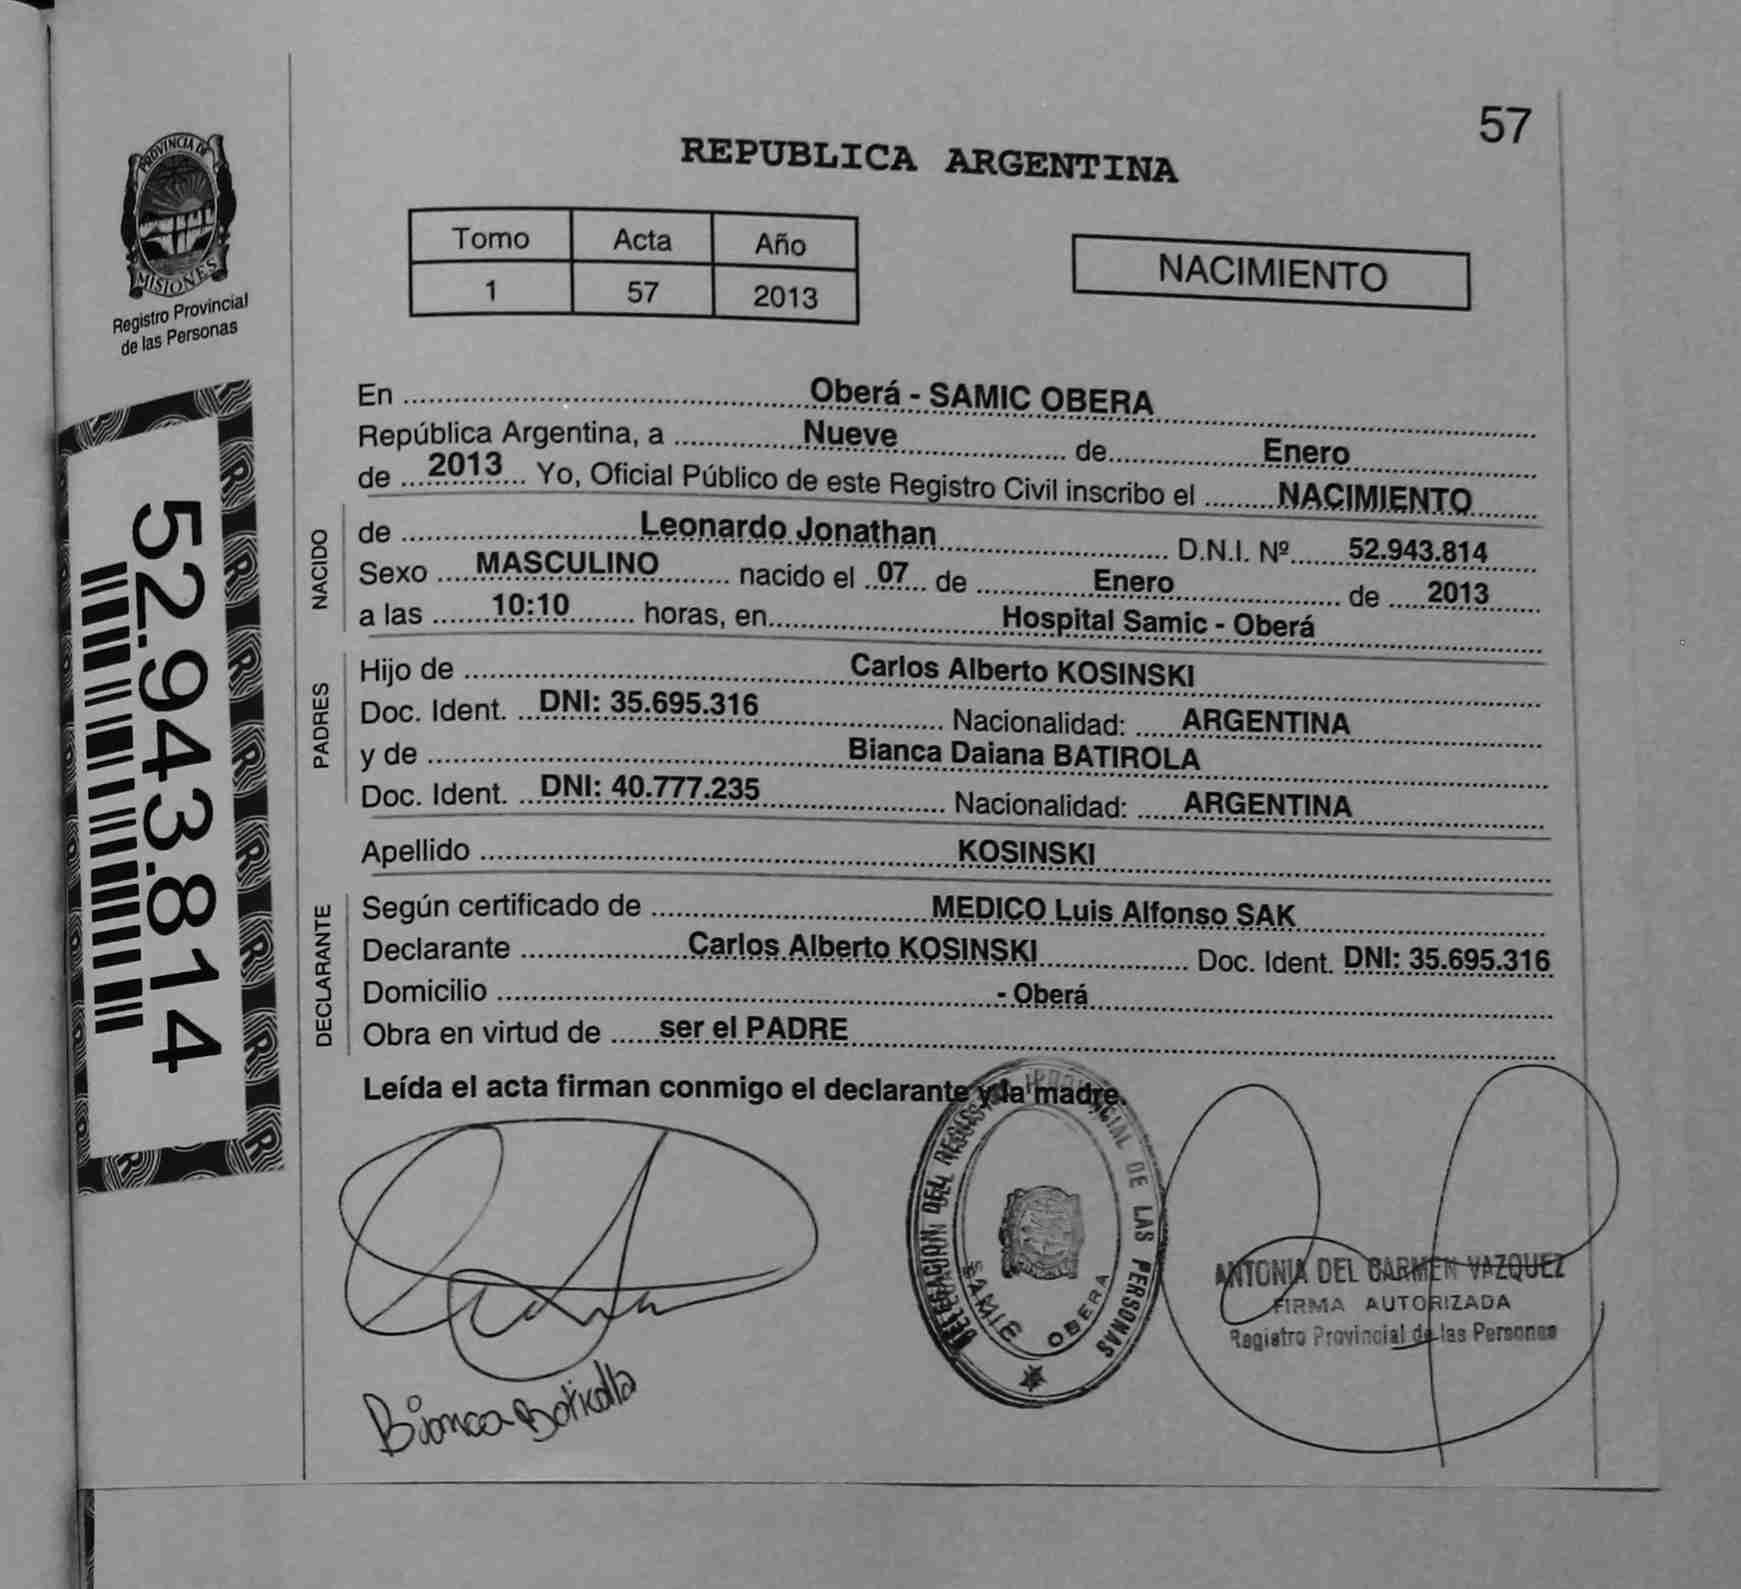 57
REPUBLICA ARGENTINA
PROVINCIA DE
MISIONES
Registro Provincial
de las Personas
Tomo Acta Año
1 57 2013
NACIMIENTO
52.943.814
En Oberá - SAMIC OBERA
República Argentina, a Nueve de Enero
de 2013 Yo, Oficial Público de este Registro Civil inscribo el NACIMIENTO
NACIDO
de Leonardo Jonathan D.N.I. Nº 52.943.814
Sexo MASCULINO nacido el 07 de Enero de 2013
a las 10:10 horas, en Hospital Samic - Oberá
PADRES
Hijo de Carlos Alberto KOSINSKI
Doc. Ident. DNI: 35.695.316 Nacionalidad: ARGENTINA
y de Bianca Daiana BATIROLA
Doc. Ident. DNI: 40.777.235 Nacionalidad: ARGENTINA
Apellido KOSINSKI
DECLARANTE
Según certificado de MEDICO Luis Alfonso SAK
Declarante Carlos Alberto KOSINSKI Doc. Ident. DNI: 35.695.316
Domicilio - Oberá
Obra en virtud de ser el PADRE
Leída el acta firman conmigo el declarante y la madre.
DELEGACION DEL REGISTRO PROVINCIAL DE LAS PERSONAS
SAMIC OBERA
ANTONIA DEL CARMEN VAZQUEZ
FIRMA AUTORIZADA
Registro Provincial de las Personas
Bianca